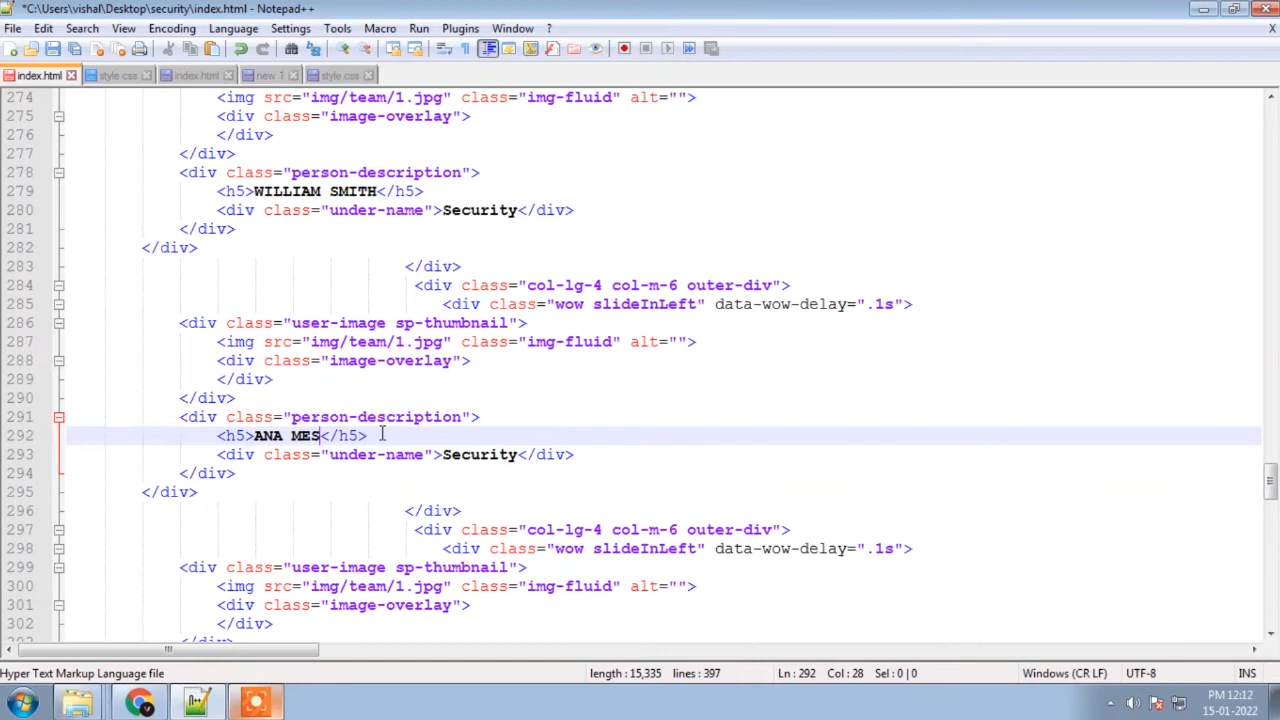 *C:\Users\vishal\Desktop\security\index.html - Notepad++
File Edit Search View Encoding Language Settings Tools Macro Run Plugins Window ? X
index.html style.css index.html new 1 style.css
274 <img src="img/team/1.jpg" class="img-fluid" alt="">
275 <div class="image-overlay">
276 </div>
277 </div>
278 <div class="person-description">
279 <h5>WILLIAM SMITH</h5>
280 <div class="under-name">Security</div>
281 </div>
282 </div>
283 </div>
284 <div class="col-lg-4 col-m-6 outer-div">
285 <div class="wow slideInLeft" data-wow-delay=".1s">
286 <div class="user-image sp-thumbnail">
287 <img src="img/team/1.jpg" class="img-fluid" alt="">
288 <div class="image-overlay">
289 </div>
290 </div>
291 <div class="person-description">
292 <h5>ANA MES</h5>
293 <div class="under-name">Security</div>
294 </div>
295 </div>
296 </div>
297 <div class="col-lg-4 col-m-6 outer-div">
298 <div class="wow slideInLeft" data-wow-delay=".1s">
299 <div class="user-image sp-thumbnail">
300 <img src="img/team/1.jpg" class="img-fluid" alt="">
301 <div class="image-overlay">
302 </div>
303 </div>
Hyper Text Markup Language file length : 15,335 lines : 397 Ln : 292 Col : 28 Sel : 0 | 0 Windows (CR LF) UTF-8 INS
PM 12:12
15-01-2022